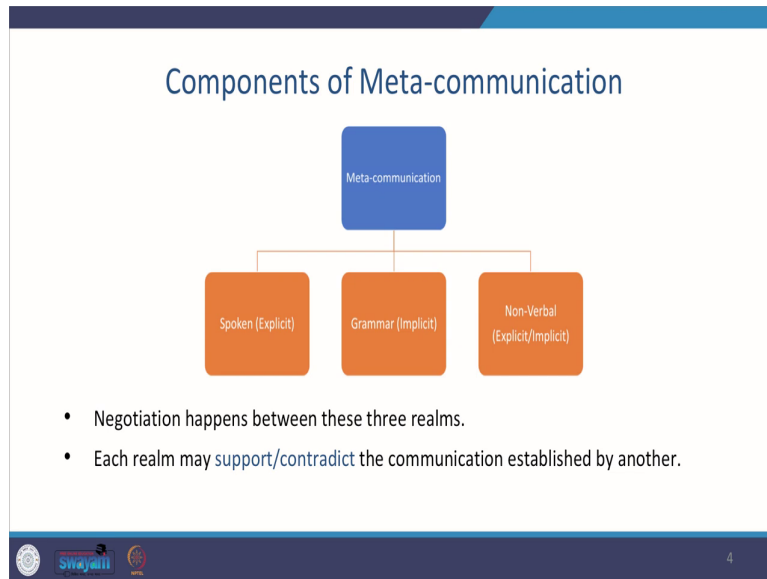 Components of Meta-communication
Meta-communication
Spoken (Explicit)
Grammar (Implicit)
Non-Verbal
(Explicit/Implicit)
• Negotiation happens between these three realms.
• Each realm may support/contradict the communication established by another.
swayam
NPTEL
4